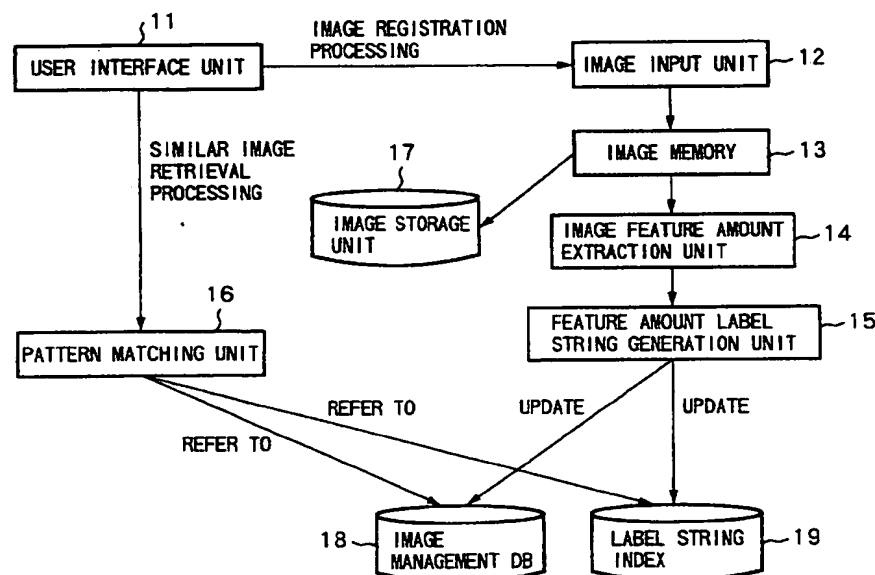 11
IMAGE REGISTRATION
PROCESSING
USER INTERFACE UNIT
IMAGE INPUT UNIT
12
SIMILAR IMAGE
RETRIEVAL
PROCESSING
17
IMAGE MEMORY
13
IMAGE STORAGE
UNIT
IMAGE FEATURE AMOUNT
EXTRACTION UNIT
14
16
FEATURE AMOUNT LABEL
STRING GENERATION UNIT
15
PATTERN MATCHING UNIT
REFER TO
REFER TO
UPDATE
UPDATE
18
IMAGE
MANAGEMENT DB
LABEL STRING
INDEX
19